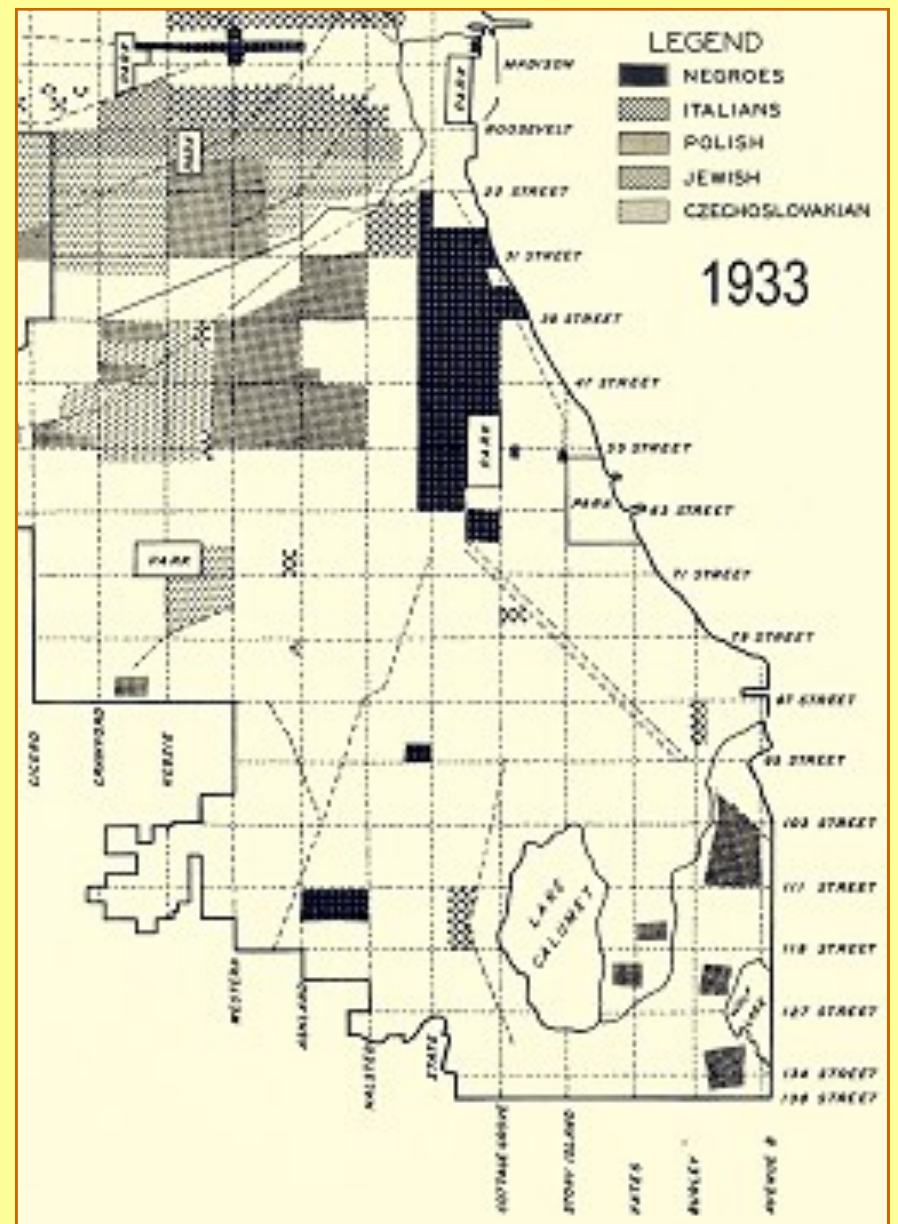 LEGEND
NEGROES
ITALIANS
POLISH
JEWISH
CZECHOSLOVAKIAN
1933
PARK
PARK
MADISON
ROOSEVELT
PARK
STREET
31 STREET
STREET
47 STREET
PARK
55 STREET
PARK
63 STREET
PARK
71 STREET
79 STREET
87 STREET
95 STREET
CICERO
CRAWFORD
KEDZIE
103 STREET
111 STREET
LAKE
CALUMET
STREET
WESTERN
ASHLAND
HALSTED
STATE
127 STREET
134 STREET
138 STREET
COTTAGE GROVE
STONY ISLAND
YATES
BURLEY
AVENUE